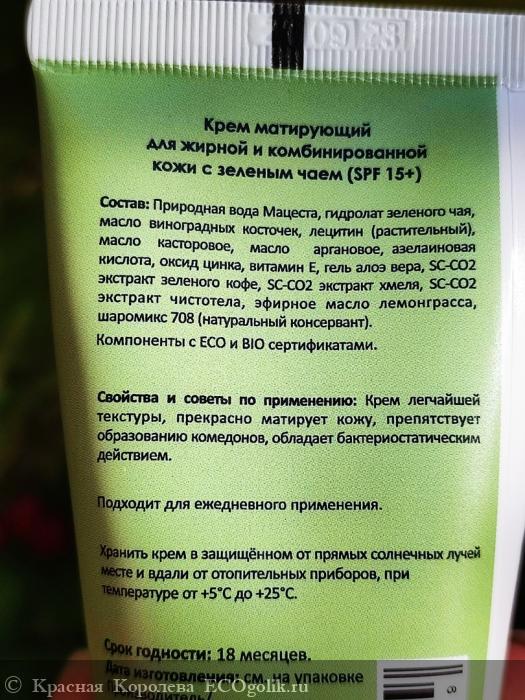 09 23
Крем матирующий
для жирной и комбинированной
кожи с зеленым чаем (SPF 15+)
Состав: Природная вода Мацеста, гидролат зеленого чая,
масло виноградных косточек, лецитин (растительный),
масло касторовое, масло аргановое, азелаиновая
кислота, оксид цинка, витамин Е, гель алоэ вера, SC-CO2
экстракт зеленого кофе, SC-CO2 экстракт хмеля, SC-CO2
экстракт чистотела, эфирное масло лемонграсса,
шаромикс 708 (натуральный консервант).
Компоненты с ECO и BIO сертификатами.
Свойства и советы по применению: Крем легчайшей
текстуры, прекрасно матирует кожу, препятствует
образованию комедонов, обладает бактериостатическим
действием.
Подходит для ежедневного применения.
Хранить крем в защищённом от прямых солнечных лучей
месте и вдали от отопительных приборов, при
температуре от +5°С до +25°С.
Срок годности: 18 месяцев.
Дата изготовления: см. на упаковке
© Красная Королева ECOgolik.ru